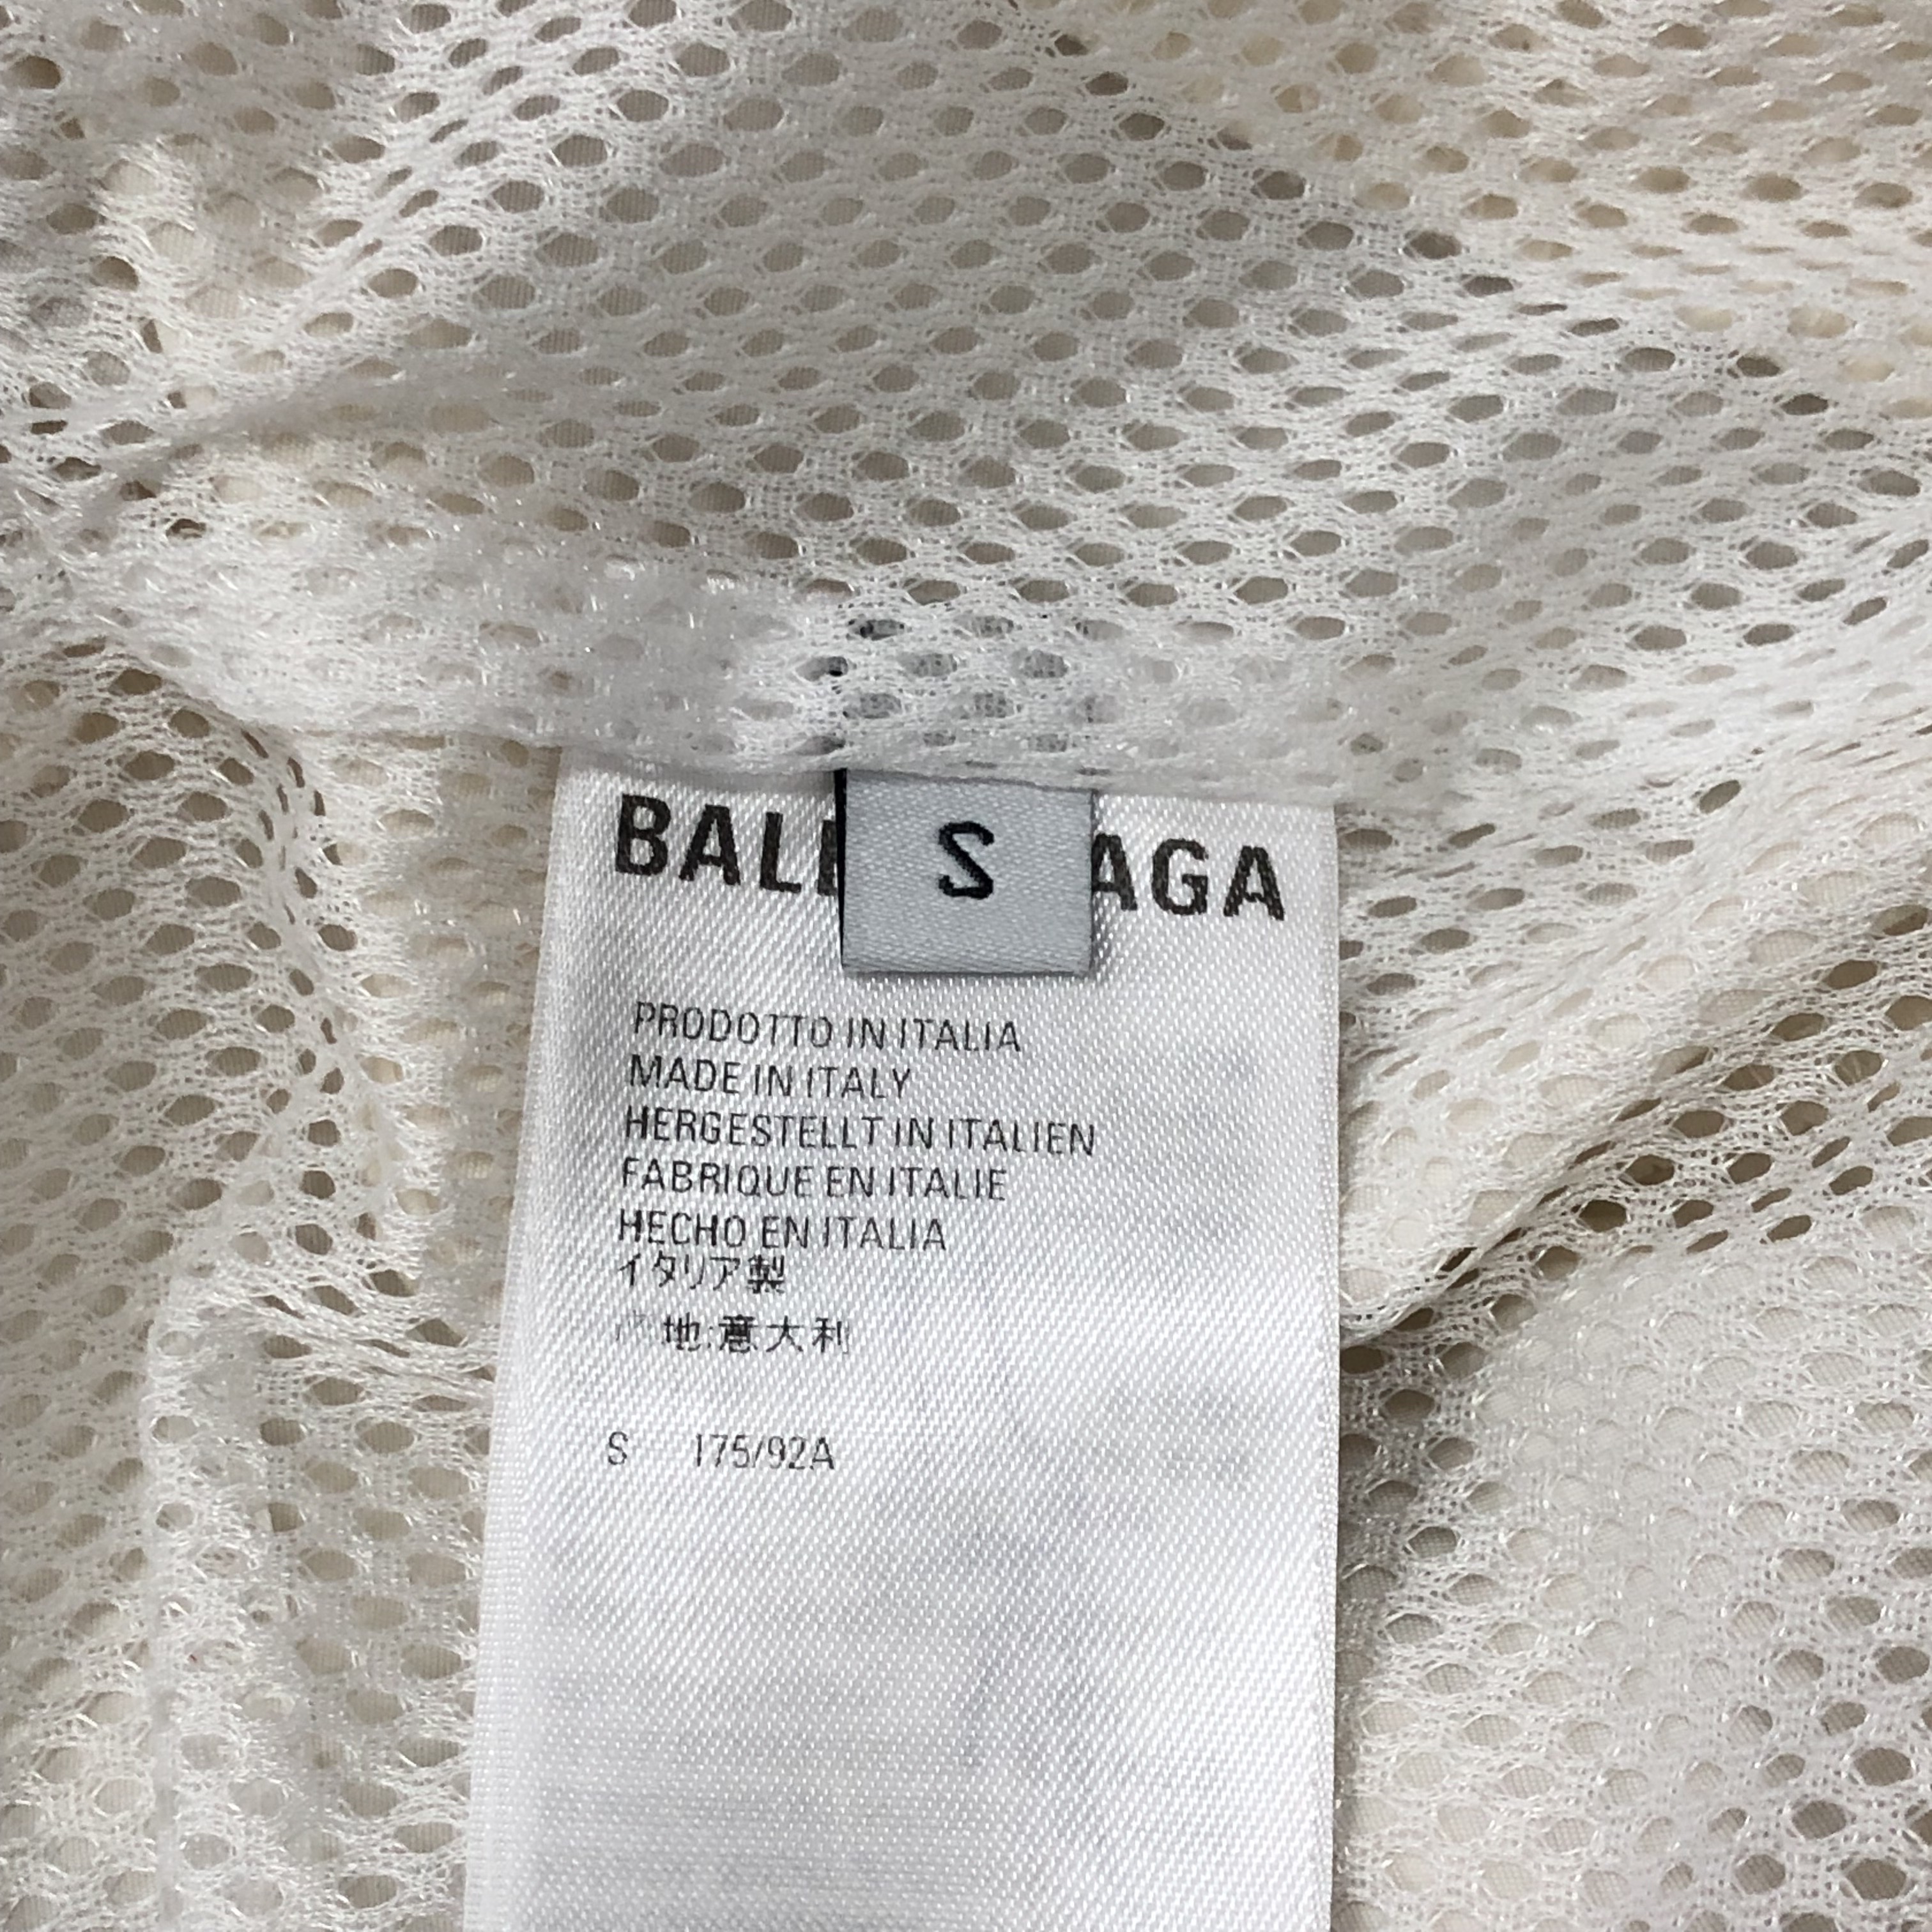 BALE AGA
S
PRODOTTO IN ITALIA
MADE IN ITALY
HERGESTELLT IN ITALIEN
FABRIQUE EN ITALIE
HECHO EN ITALIA
イタリア製
地:意大利
S 175/92A